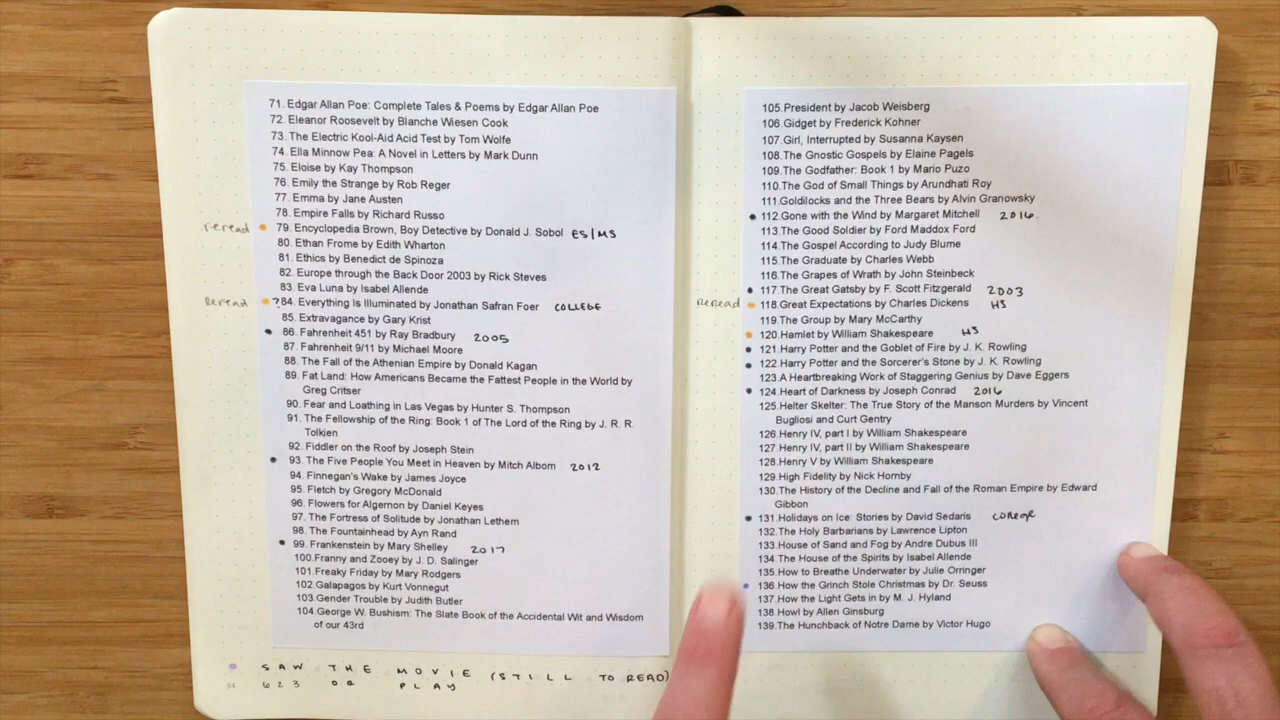 71. Edgar Allan Poe: Complete Tales & Poems by Edgar Allan Poe
72. Eleanor Roosevelt by Blanche Wiesen Cook
73. The Electric Kool-Aid Acid Test by Tom Wolfe
74. Ella Minnow Pea: A Novel in Letters by Mark Dunn
75. Eloise by Kay Thompson
76. Emily the Strange by Rob Reger
77. Emma by Jane Austen
78. Empire Falls by Richard Russo
reread 79. Encyclopedia Brown, Boy Detective by Donald J. Sobol ES/MS
80. Ethan Frome by Edith Wharton
81. Ethics by Benedict de Spinoza
82. Europe through the Back Door 2003 by Rick Steves
83. Eva Luna by Isabel Allende
Reread ?84. Everything Is Illuminated by Jonathan Safran Foer COLLEGE
85. Extravagance by Gary Krist
86. Fahrenheit 451 by Ray Bradbury 2005
87. Fahrenheit 9/11 by Michael Moore
88. The Fall of the Athenian Empire by Donald Kagan
89. Fat Land: How Americans Became the Fattest People in the World by
Greg Critser
90. Fear and Loathing in Las Vegas by Hunter S. Thompson
91. The Fellowship of the Ring: Book 1 of The Lord of the Ring by J. R. R.
Tolkien
92. Fiddler on the Roof by Joseph Stein
93. The Five People You Meet in Heaven by Mitch Albom 2012
94. Finnegan's Wake by James Joyce
95. Fletch by Gregory McDonald
96. Flowers for Algernon by Daniel Keyes
97. The Fortress of Solitude by Jonathan Lethem
98. The Fountainhead by Ayn Rand
99. Frankenstein by Mary Shelley 2017
100. Franny and Zooey by J. D. Salinger
101. Freaky Friday by Mary Rodgers
102. Galapagos by Kurt Vonnegut
103. Gender Trouble by Judith Butler
104. George W. Bushism: The Slate Book of the Accidental Wit and Wisdom
of our 43rd
SAW THE MOVIE (STILL TO READ)
623 OR PLAY
105.President by Jacob Weisberg
106.Gidget by Frederick Kohner
107.Girl, Interrupted by Susanna Kaysen
108.The Gnostic Gospels by Elaine Pagels
109.The Godfather: Book 1 by Mario Puzo
110.The God of Small Things by Arundhati Roy
111.Goldilocks and the Three Bears by Alvin Granowsky
112.Gone with the Wind by Margaret Mitchell 2016.
113.The Good Soldier by Ford Maddox Ford
114.The Gospel According to Judy Blume
115.The Graduate by Charles Webb
116.The Grapes of Wrath by John Steinbeck
117.The Great Gatsby by F. Scott Fitzgerald 2003
reread 118.Great Expectations by Charles Dickens HS
119.The Group by Mary McCarthy
120.Hamlet by William Shakespeare HS
121.Harry Potter and the Goblet of Fire by J. K. Rowling
122.Harry Potter and the Sorcerer's Stone by J. K. Rowling
123.A Heartbreaking Work of Staggering Genius by Dave Eggers
124.Heart of Darkness by Joseph Conrad 2016
125.Helter Skelter: The True Story of the Manson Murders by Vincent
Bugliosi and Curt Gentry
126.Henry IV, part I by William Shakespeare
127.Henry IV, part II by William Shakespeare
128.Henry V by William Shakespeare
129.High Fidelity by Nick Hornby
130.The History of the Decline and Fall of the Roman Empire by Edward
Gibbon
131.Holidays on Ice: Stories by David Sedaris College
132.The Holy Barbarians by Lawrence Lipton
133.House of Sand and Fog by Andre Dubus III
134.The House of the Spirits by Isabel Allende
135.How to Breathe Underwater by Julie Orringer
136.How the Grinch Stole Christmas by Dr. Seuss
137.How the Light Gets in by M. J. Hyland
138.Howl by Allen Ginsburg
139.The Hunchback of Notre Dame by Victor Hugo